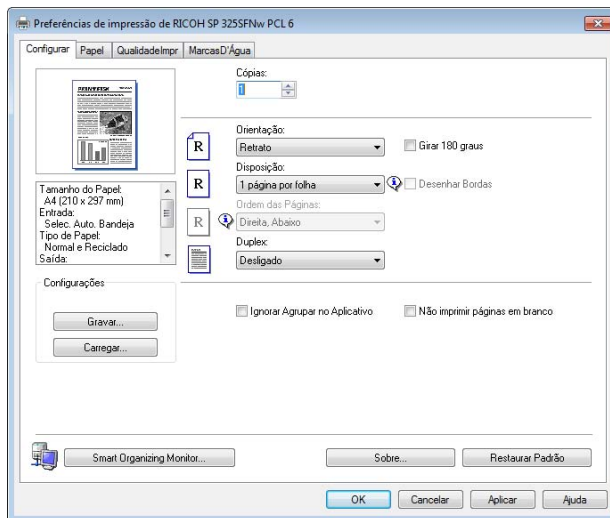 Preferências de impressão de RICOH SP 325SFNw PCL 6
Configurar Papel QualidadeImpr MarcasD'Água
Cópias:
1
Orientação:
Retrato
Girar 180 graus
Disposição:
1 página por folha
Desenhar Bordas
Ordem das Páginas:
Direita, Abaixo
Duplex:
Desligado
Tamanho do Papel:
A4 (210 x 297 mm)
Entrada:
Selec. Auto. Bandeja
Tipo de Papel:
Normal e Reciclado
Saída:
Configurações
Gravar...
Carregar...
Ignorar Agrupar no Aplicativo
Não imprimir páginas em branco
Smart Organizing Monitor...
Sobre...
Restaurar Padrão
OK
Cancelar
Aplicar
Ajuda
R
R
R